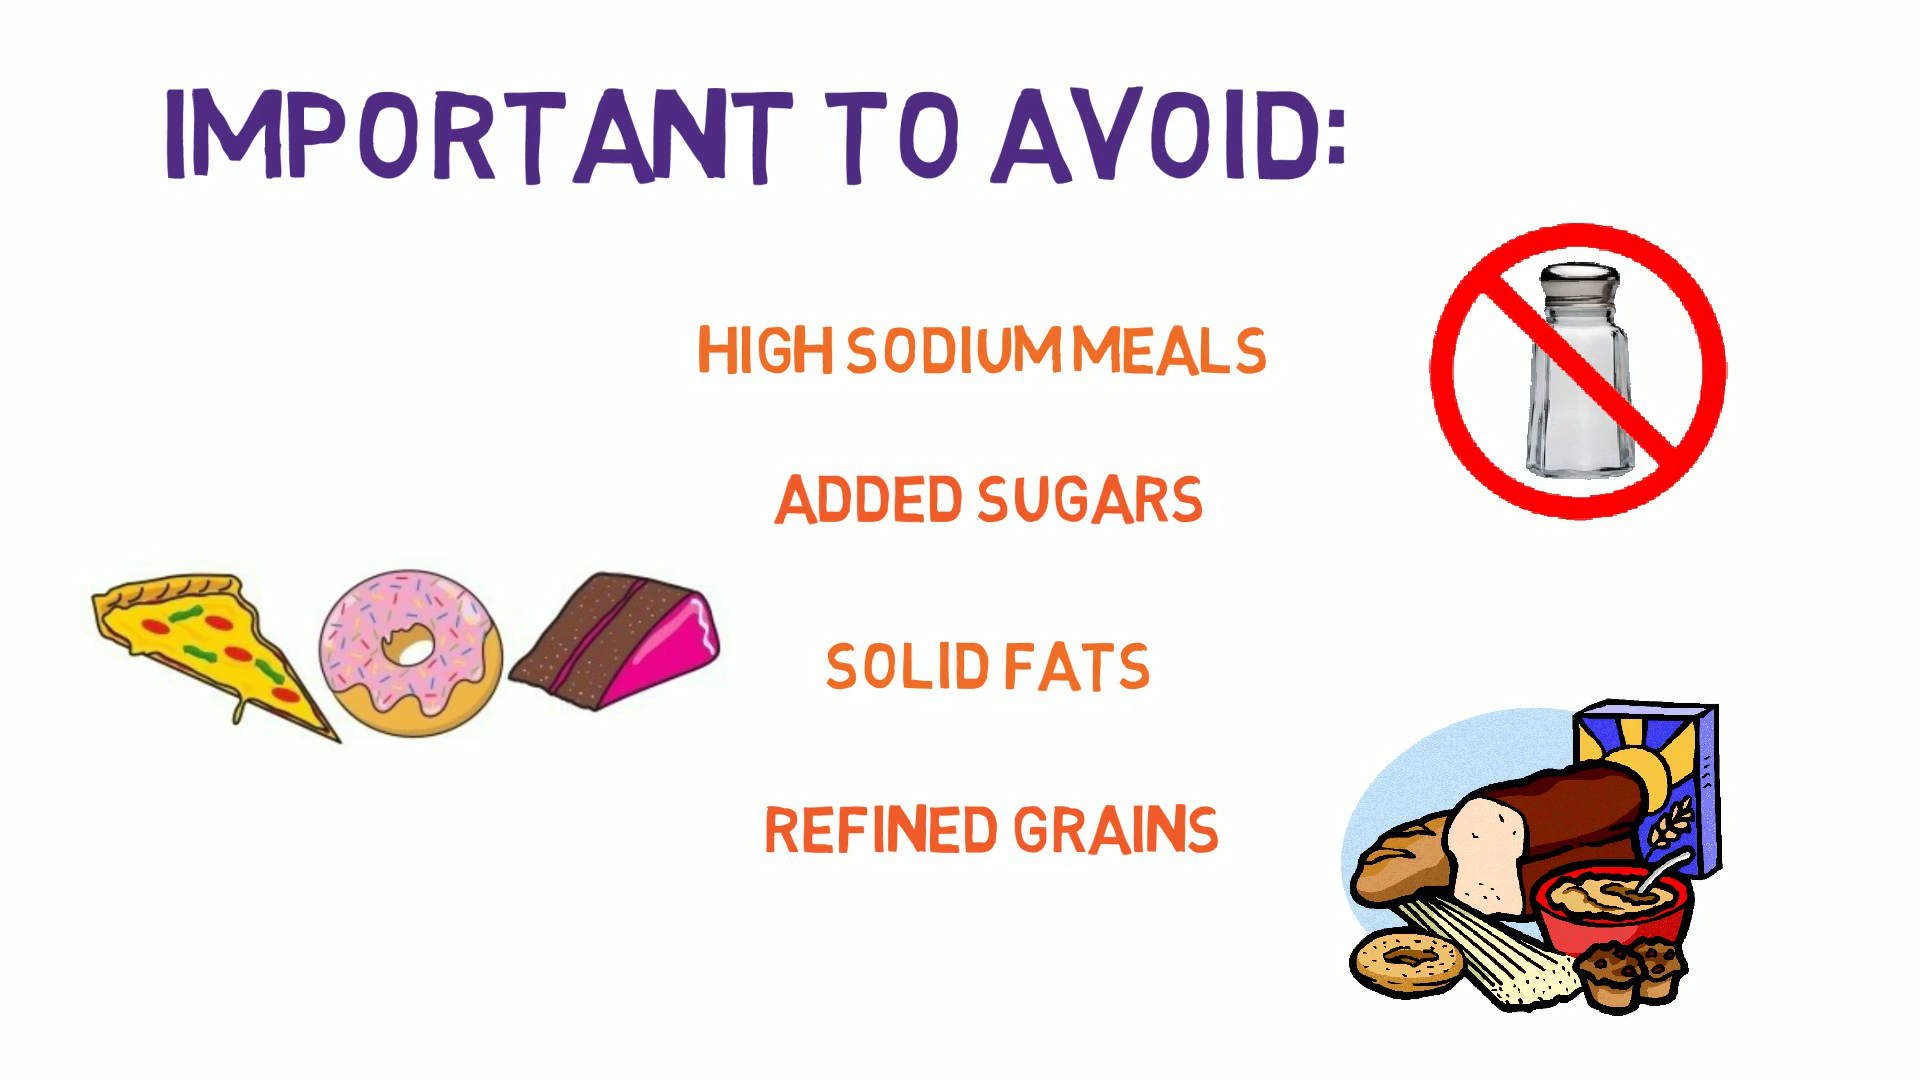 IMPORTANT TO AVOID:
HIGH SODIUM MEALS
ADDED SUGARS
SOLID FATS
REFINED GRAINS